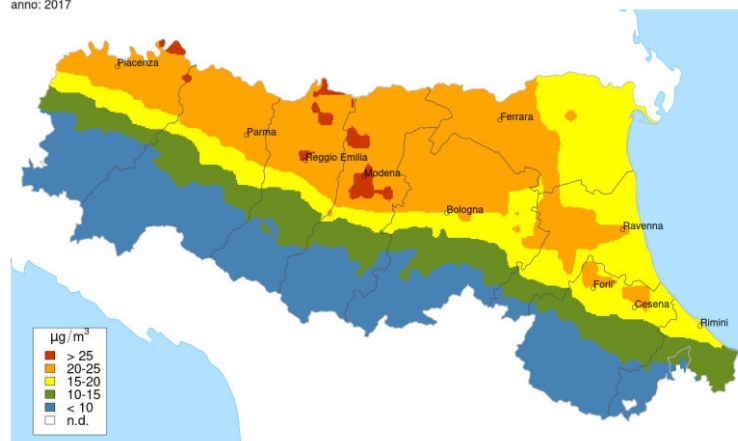 anno: 2017
Piacenza
Parma
Reggio Emilia
Modena
Ferrara
Bologna
Ravenna
Forli'
Cesena
Rimini
µg/m³
> 25
20-25
15-20
10-15
< 10
n.d.